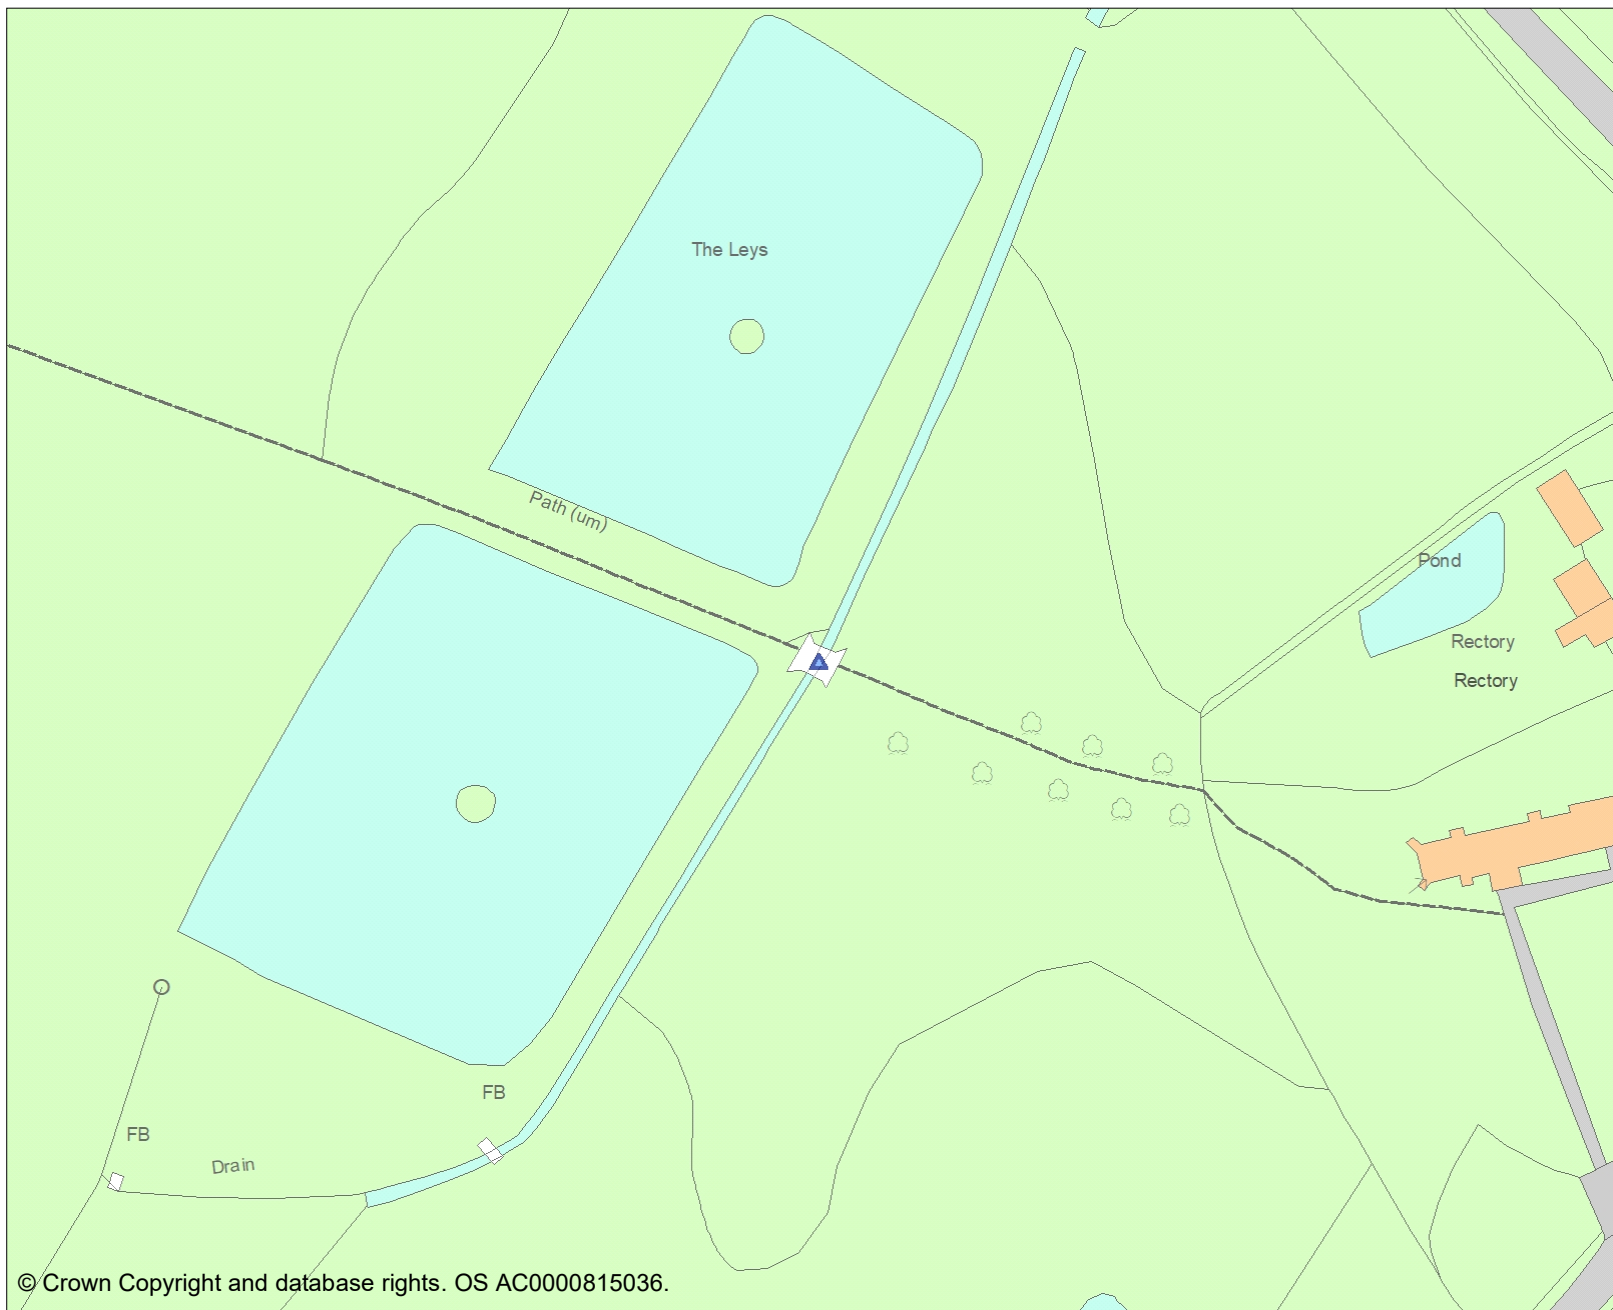 The Leys
Path (um)
Pond
Rectory
Rectory
FB
FB
Drain
© Crown Copyright and database rights. OS AC0000815036.